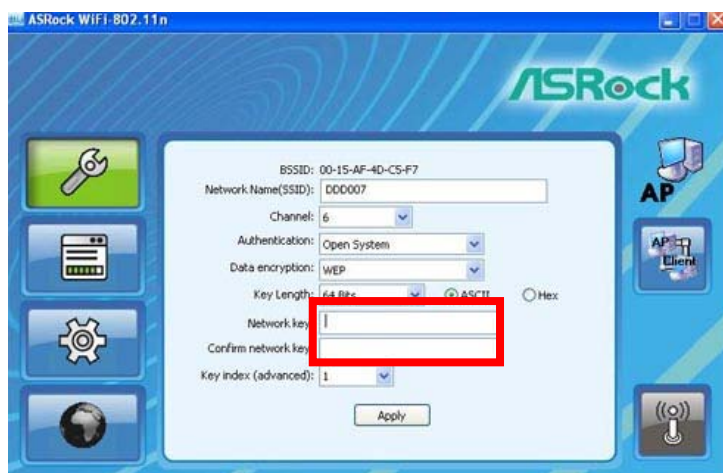 ASRock WiFi-802.11n
ASRock
BSSID: 00-15-AF-4D-C5-F7
Network Name(SSID): DDD007
Channel: 6
Authentication: Open System
Data encryption: WEP
Key Length: 64 Bits ASCII Hex
Network key
Confirm network key
Key index (advanced): 1
Apply
AP
AP
Client